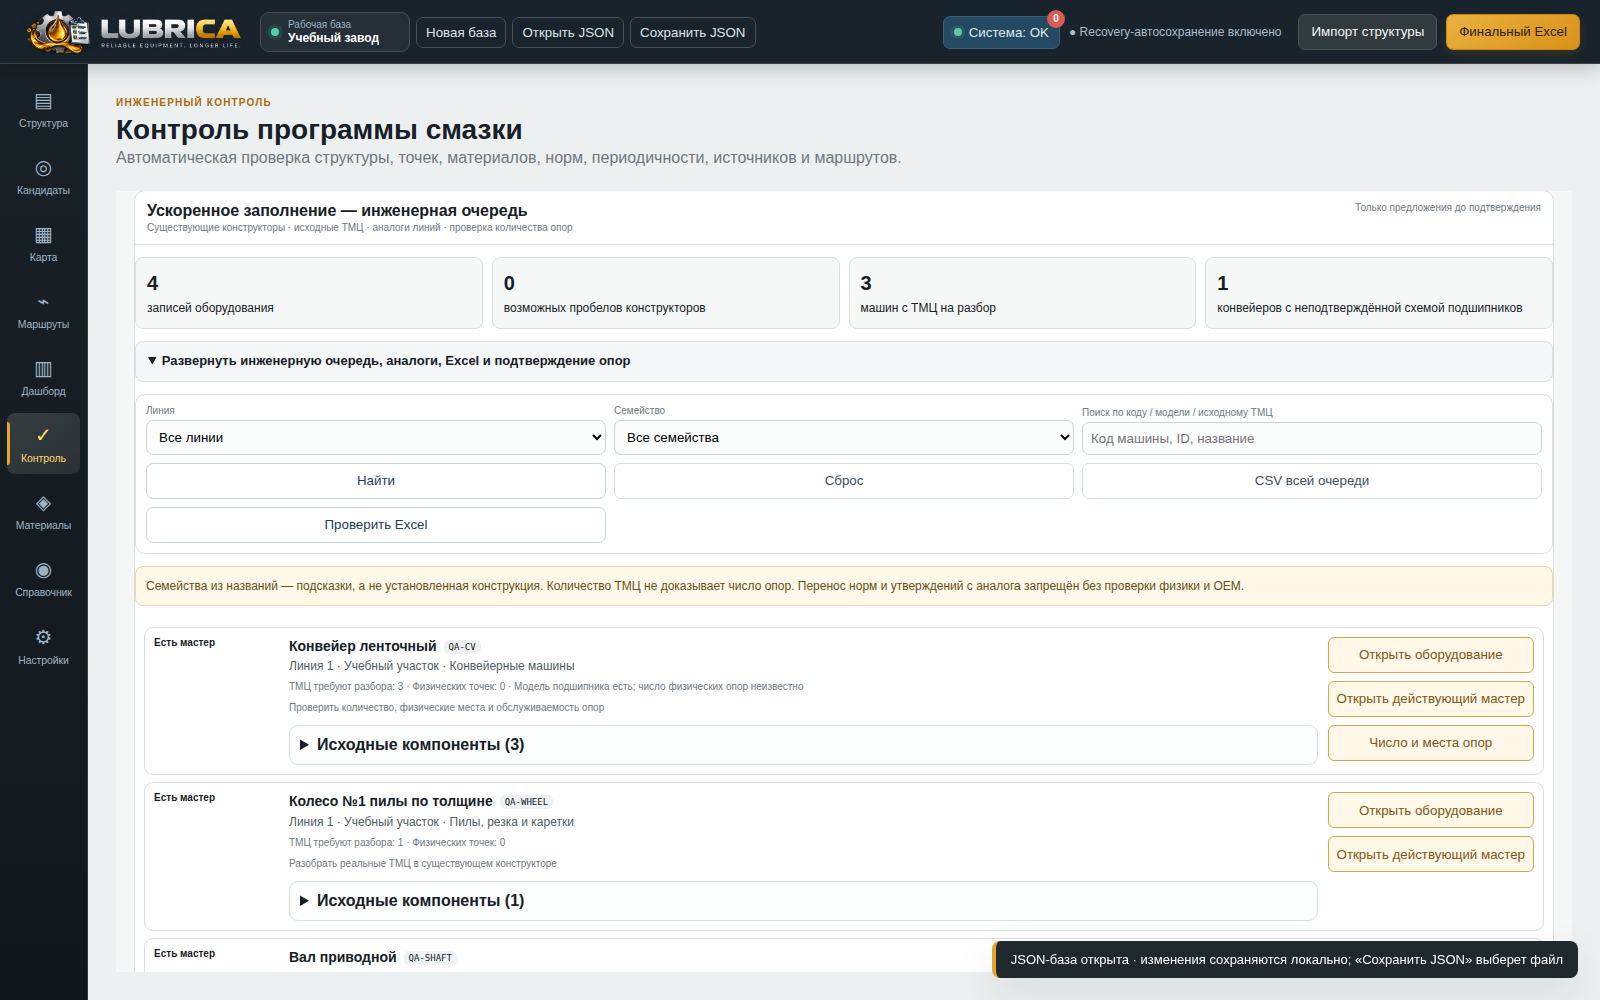 LUBRICA
RELIABLE EQUIPMENT. LONGER LIFE.
Рабочая база
Учебный завод
Новая база
Открыть JSON
Сохранить JSON
Система: OK
0
● Recovery-автосохранение включено
Импорт структуры
Финальный Excel
Структура
Кандидаты
Карта
Маршруты
Дашборд
Контроль
Материалы
Справочник
Настройки
ИНЖЕНЕРНЫЙ КОНТРОЛЬ
Контроль программы смазки
Автоматическая проверка структуры, точек, материалов, норм, периодичности, источников и маршрутов.
Ускоренное заполнение — инженерная очередь
Только предложения до подтверждения
Существующие конструкторы · исходные ТМЦ · аналоги линий · проверка количества опор
4
записей оборудования
0
возможных пробелов конструкторов
3
машин с ТМЦ на разбор
1
конвейеров с неподтверждённой схемой подшипников
Развернуть инженерную очередь, аналоги, Excel и подтверждение опор
Линия
Все линии
Семейство
Все семейства
Поиск по коду / модели / исходному ТМЦ
Код машины, ID, название
Найти
Сброс
CSV всей очереди
Проверить Excel
Семейства из названий — подсказки, а не установленная конструкция. Количество ТМЦ не доказывает число опор. Перенос норм и утверждений с аналога запрещён без проверки физики и OEM.
Есть мастер
Конвейер ленточный QA-CV
Линия 1 · Учебный участок · Конвейерные машины
ТМЦ требуют разбора: 3 · Физических точек: 0 · Модель подшипника есть; число физических опор неизвестно
Проверить количество, физические места и обслуживаемость опор
Исходные компоненты (3)
Открыть оборудование
Открыть действующий мастер
Число и места опор
Есть мастер
Колесо №1 пилы по толщине QA-WHEEL
Линия 1 · Учебный участок · Пилы, резка и каретки
ТМЦ требуют разбора: 1 · Физических точек: 0
Разобрать реальные ТМЦ в существующем конструкторе
Исходные компоненты (1)
Открыть оборудование
Открыть действующий мастер
Есть мастер
Вал приводной QA-SHAFT
JSON-база открыта · изменения сохраняются локально; «Сохранить JSON» выберет файл